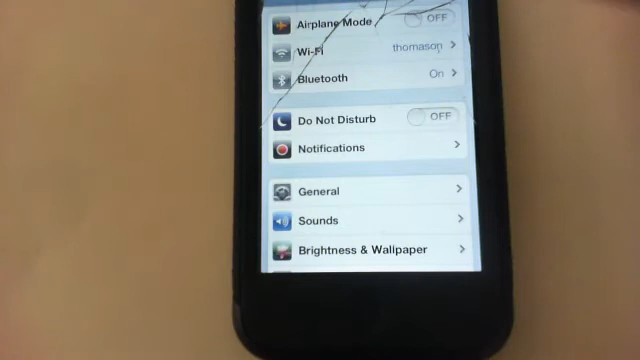 Airplane Mode OFF
Wi-Fi thomason
Bluetooth On
Do Not Disturb OFF
Notifications
General
Sounds
Brightness & Wallpaper